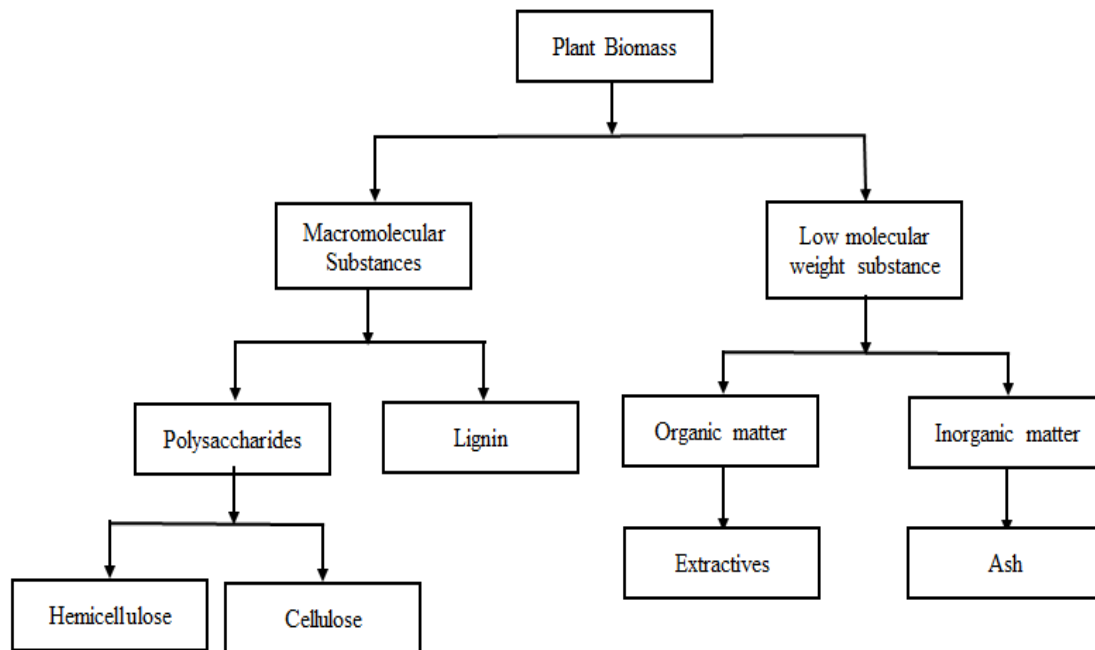 Plant Biomass
Macromolecular
Substances
Low molecular
weight substance
Polysaccharides
Lignin
Organic matter
Inorganic matter
Hemicellulose
Cellulose
Extractives
Ash